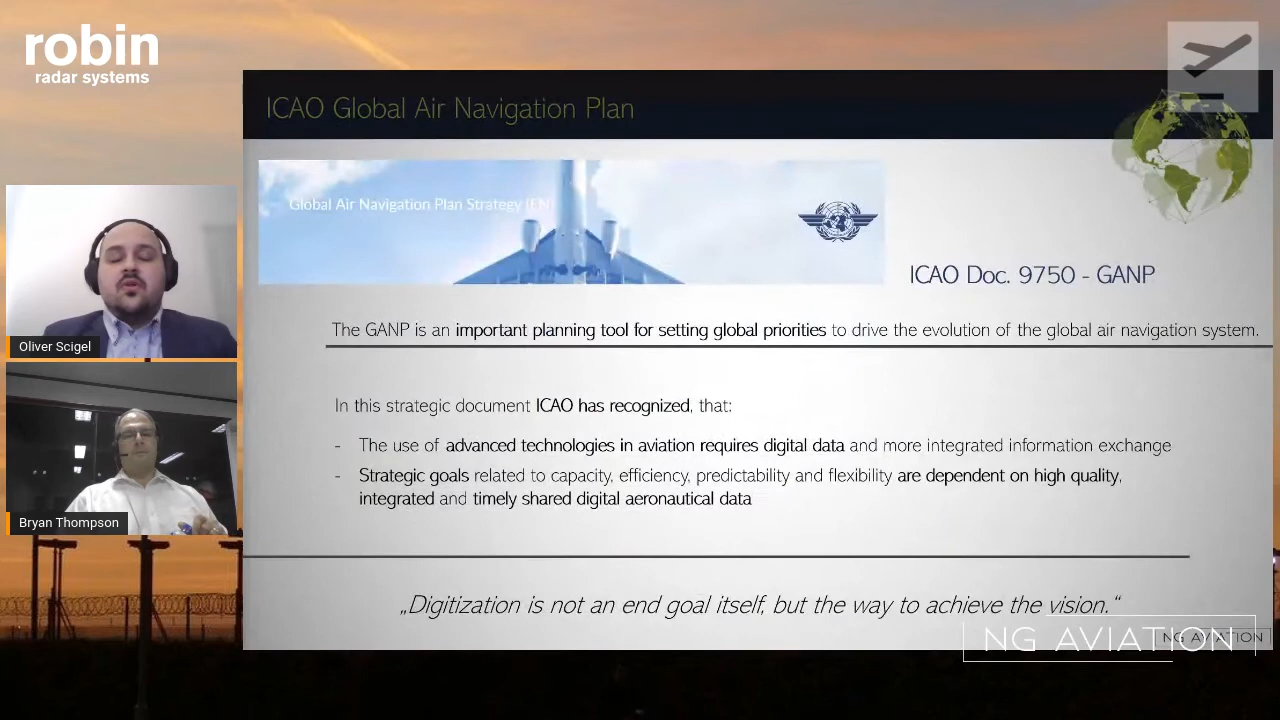 robin
radar systems
ICAO Global Air Navigation Plan
Global Air Navigation Plan Strategy (EN)
ICAO Doc. 9750 - GANP
The GANP is an important planning tool for setting global priorities to drive the evolution of the global air navigation system.
In this strategic document ICAO has recognized, that:
- The use of advanced technologies in aviation requires digital data and more integrated information exchange
- Strategic goals related to capacity, efficiency, predictability and flexibility are dependent on high quality,
integrated and timely shared digital aeronautical data
„Digitization is not an end goal itself, but the way to achieve the vision.“
NG AVIATION
NG AVIATION
Oliver Scigel
Bryan Thompson